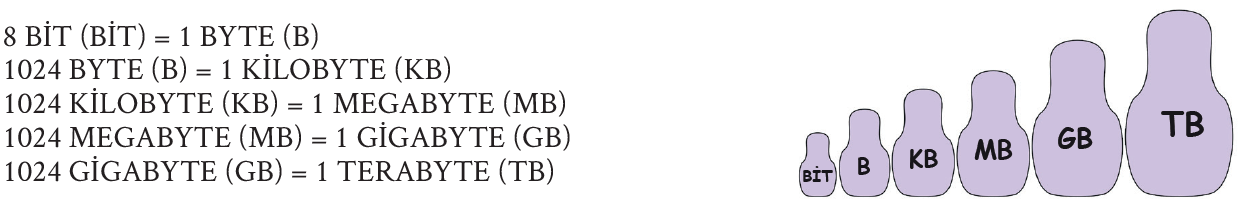 8 BİT (BİT) = 1 BYTE (B)
1024 BYTE (B) = 1 KİLOBYTE (KB)
1024 KİLOBYTE (KB) = 1 MEGABYTE (MB)
1024 MEGABYTE (MB) = 1 GİGABYTE (GB)
1024 GİGABYTE (GB) = 1 TERABYTE (TB)
BİT
B
KB
MB
GB
TB